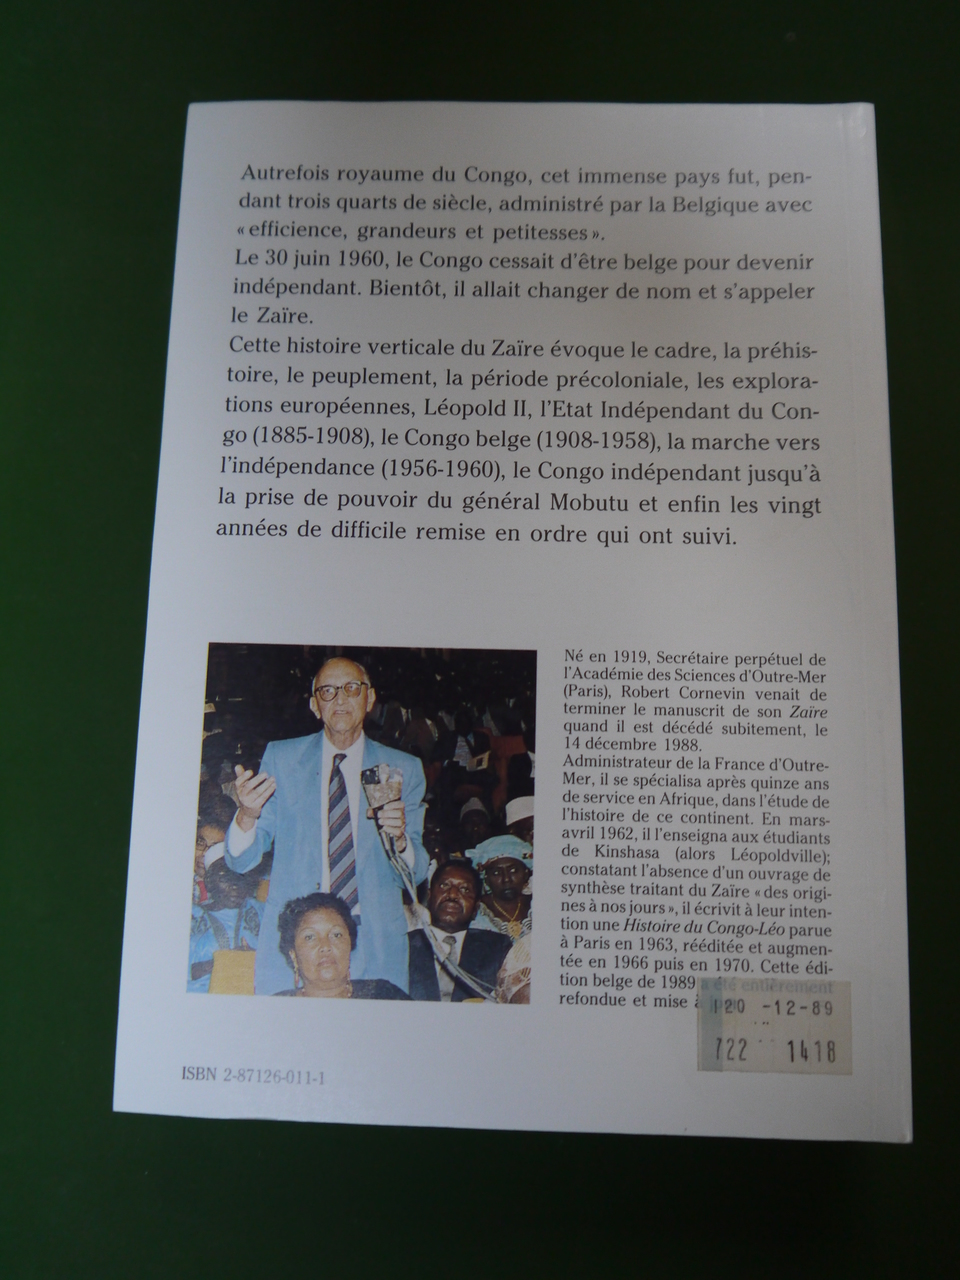 Autrefois royaume du Congo, cet immense pays fut, pen-
dant trois quarts de siècle, administré par la Belgique avec
« efficience, grandeurs et petitesses ».
Le 30 juin 1960, le Congo cessait d'être belge pour devenir
indépendant. Bientôt, il allait changer de nom et s'appeler
le Zaïre.
Cette histoire verticale du Zaïre évoque le cadre, la préhis-
toire, le peuplement, la période précoloniale, les explora-
tions européennes, Léopold II, l'Etat Indépendant du Con-
go (1885-1908), le Congo belge (1908-1958), la marche vers
l'indépendance (1956-1960), le Congo indépendant jusqu'à
la prise de pouvoir du général Mobutu et enfin les vingt
années de difficile remise en ordre qui ont suivi.
Né en 1919, Secrétaire perpétuel de
l'Académie des Sciences d'Outre-Mer
(Paris), Robert Cornevin venait de
terminer le manuscrit de son Zaïre
quand il est décédé subitement, le
14 décembre 1988.
Administrateur de la France d'Outre-
Mer, il se spécialisa après quinze ans
de service en Afrique, dans l'étude de
l'histoire de ce continent. En mars-
avril 1962, il l'enseigna aux étudiants
de Kinshasa (alors Léopoldville);
constatant l'absence d'un ouvrage de
synthèse traitant du Zaïre « des origi-
nes à nos jours », il écrivit à leur inten-
tion une Histoire du Congo-Léo parue
à Paris en 1963, rééditée et augmen-
tée en 1966 puis en 1970. Cette édi-
tion belge de 1989 a été entièrement
refondue et mise à
120 -12-89
722 1418
ISBN 2-87126-011-1